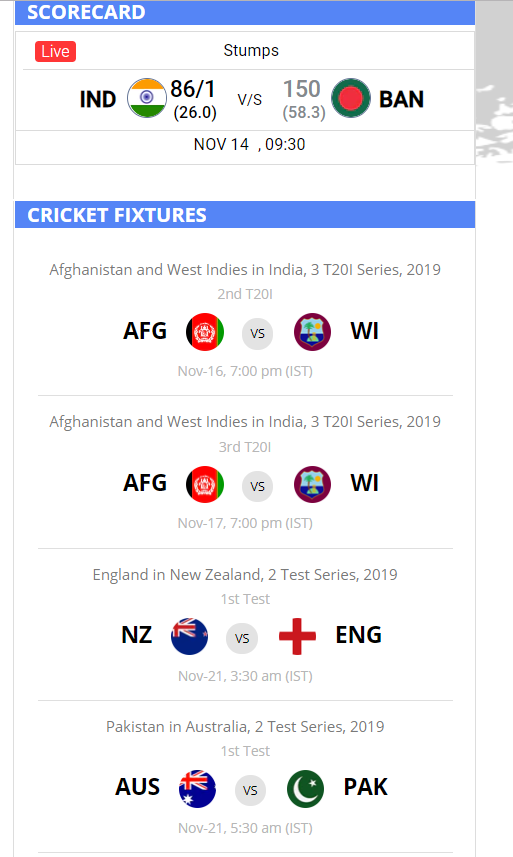 SCORECARD
Live
Stumps
IND 86/1 V/S 150 BAN
(26.0) (58.3)
NOV 14 , 09:30
CRICKET FIXTURES
Afghanistan and West Indies in India, 3 T20I Series, 2019
2nd T20I
AFG VS WI
Nov-16, 7:00 pm (IST)
Afghanistan and West Indies in India, 3 T20I Series, 2019
3rd T20I
AFG VS WI
Nov-17, 7:00 pm (IST)
England in New Zealand, 2 Test Series, 2019
1st Test
NZ VS ENG
Nov-21, 3:30 am (IST)
Pakistan in Australia, 2 Test Series, 2019
1st Test
AUS VS PAK
Nov-21, 5:30 am (IST)